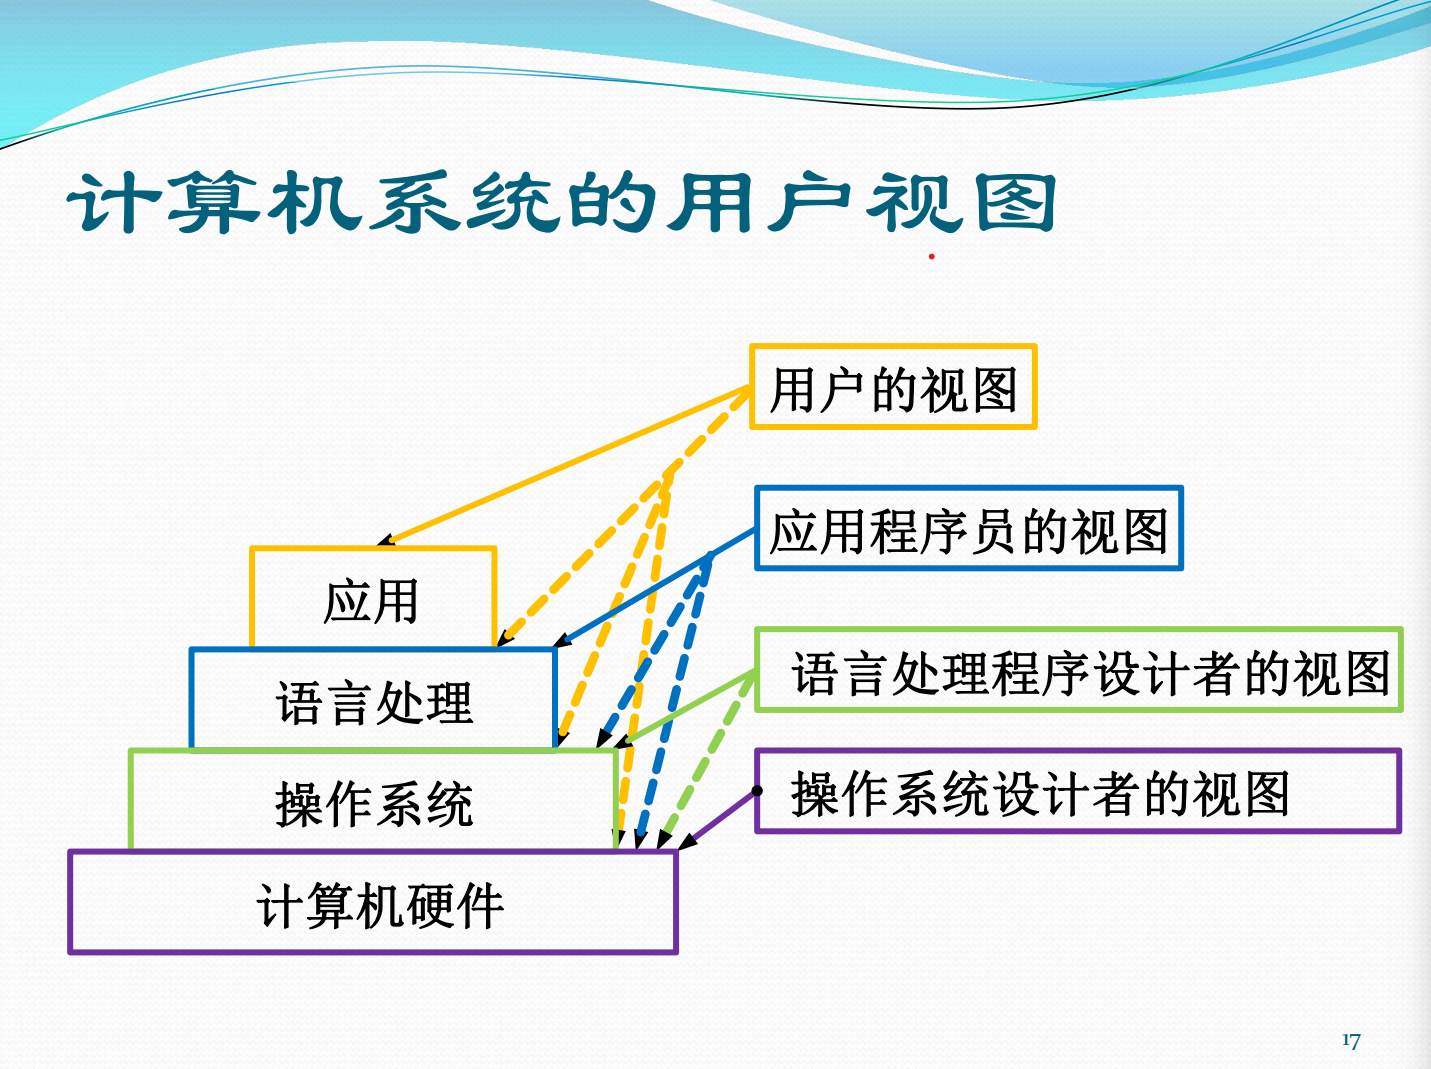 计算机系统的用户视图
用户的视图
应用程序员的视图
应用
语言处理程序设计者的视图
语言处理
操作系统设计者的视图
操作系统
计算机硬件
17